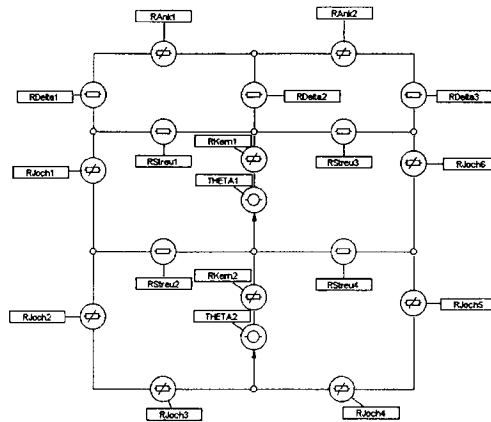 RAnk1
RAnk2
RDelta1
RDelta2
RDelta3
RKern1
RStreu1
RStreu3
RJoch1
RJoch6
THETA1
RKern2
RStreu2
RStreu4
RJoch2
THETA2
RJoch5
RJoch3
RJoch4